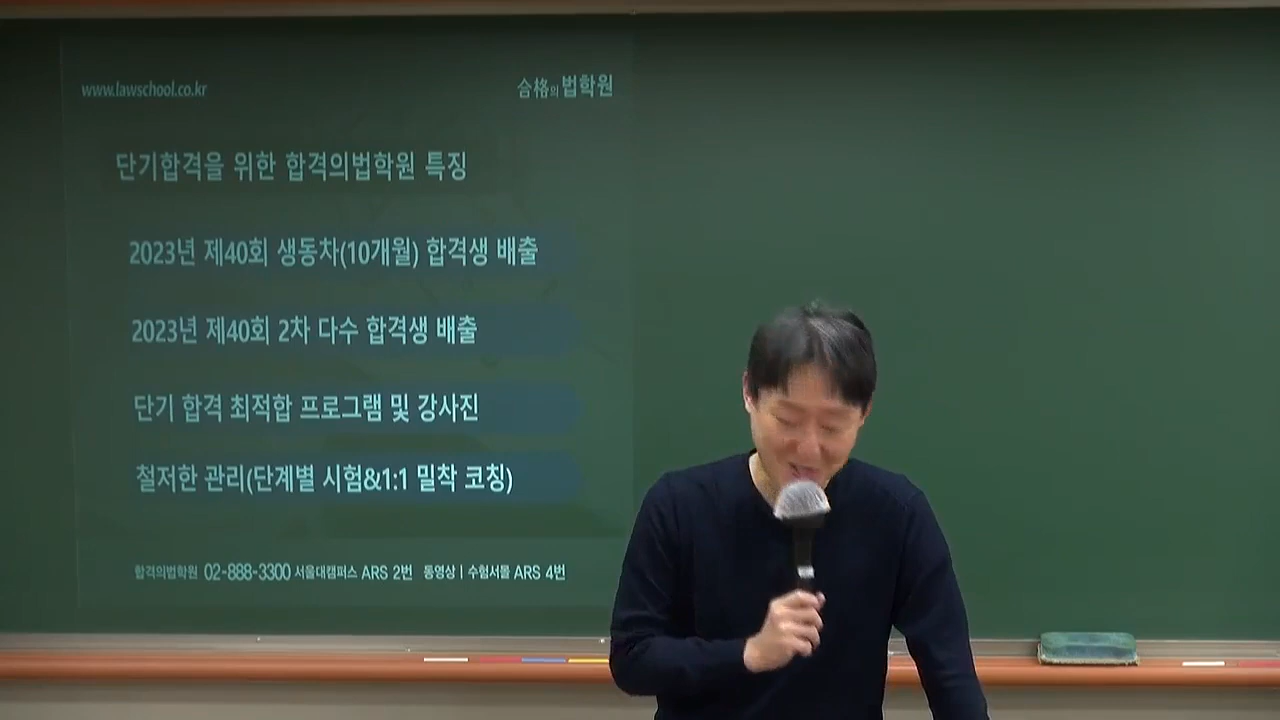 www.lawschool.co.kr
合格의법학원
단기합격을 위한 합격의법학원 특징
2023년 제40회 생동차(10개월) 합격생 배출
2023년 제40회 2차 다수 합격생 배출
단기 합격 최적합 프로그램 및 강사진
철저한 관리(단계별 시험&1:1 밀착 코칭)
합격의법학원 02-888-3300 서울대캠퍼스 ARS 2번 동영상 | 수험서몰 ARS 4번